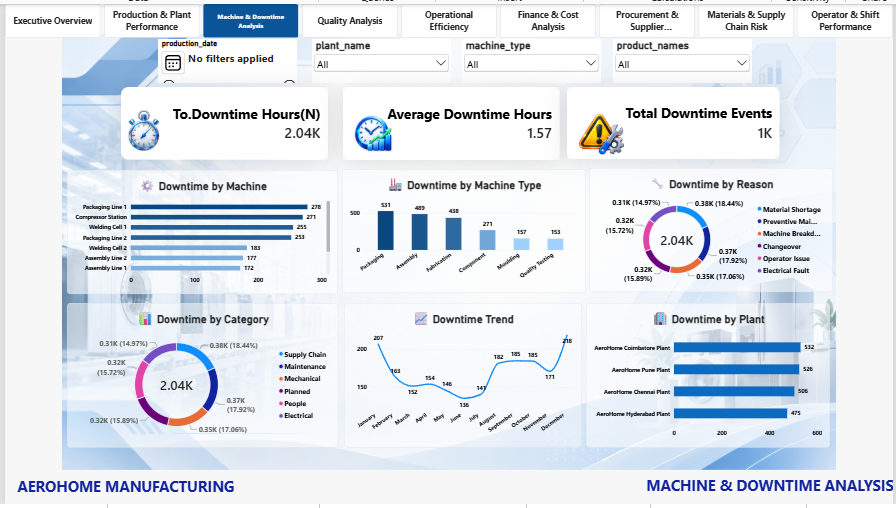 Executive Overview
Production & Plant
Performance
Machine & Downtime
Analysis
Quality Analysis
Operational
Efficiency
Finance & Cost
Analysis
Procurement &
Supplier...
Materials & Supply
Chain Risk
Operator & Shift
Performance
production_date
No filters applied
plant_name
All
machine_type
All
product_names
All
To.Downtime Hours(N)
2.04K
Average Downtime Hours
1.57
Total Downtime Events
1K
Downtime by Machine
Packaging Line 1 278
Compressor Station 271
Welding Cell 1 255
Packaging Line 2 253
Welding Cell 2 183
Assembly Line 2 177
Assembly Line 1 172
0 100 200 300
Downtime by Machine Type
500
0
531 489 438 271 157 153
Packaging Assembly Fabrication Component Moulding Quality Testing
Downtime by Reason
0.31K (14.97%) 0.38K (18.44%)
0.32K
(15.72%)
2.04K
0.37K
(17.92%)
0.32K
(15.89%)
0.35K (17.06%)
Material Shortage
Preventive Mai...
Machine Breakd...
Changeover
Operator Issue
Electrical Fault
Downtime by Category
0.31K (14.97%) 0.38K (18.44%)
0.32K
(15.72%)
2.04K
0.37K
(17.92%)
0.32K (15.89%)
0.35K (17.06%)
Supply Chain
Maintenance
Mechanical
Planned
People
Electrical
Downtime Trend
200
150
207 163 152 154 146 136 141 182 185 185 171 218
January February March April May June July August September October November December
Downtime by Plant
AeroHome Coimbatore Plant 532
AeroHome Pune Plant 526
AeroHome Chennai Plant 506
AeroHome Hyderabad Plant 475
0 200 400 600
AEROHOME MANUFACTURING
MACHINE & DOWNTIME ANALYSIS